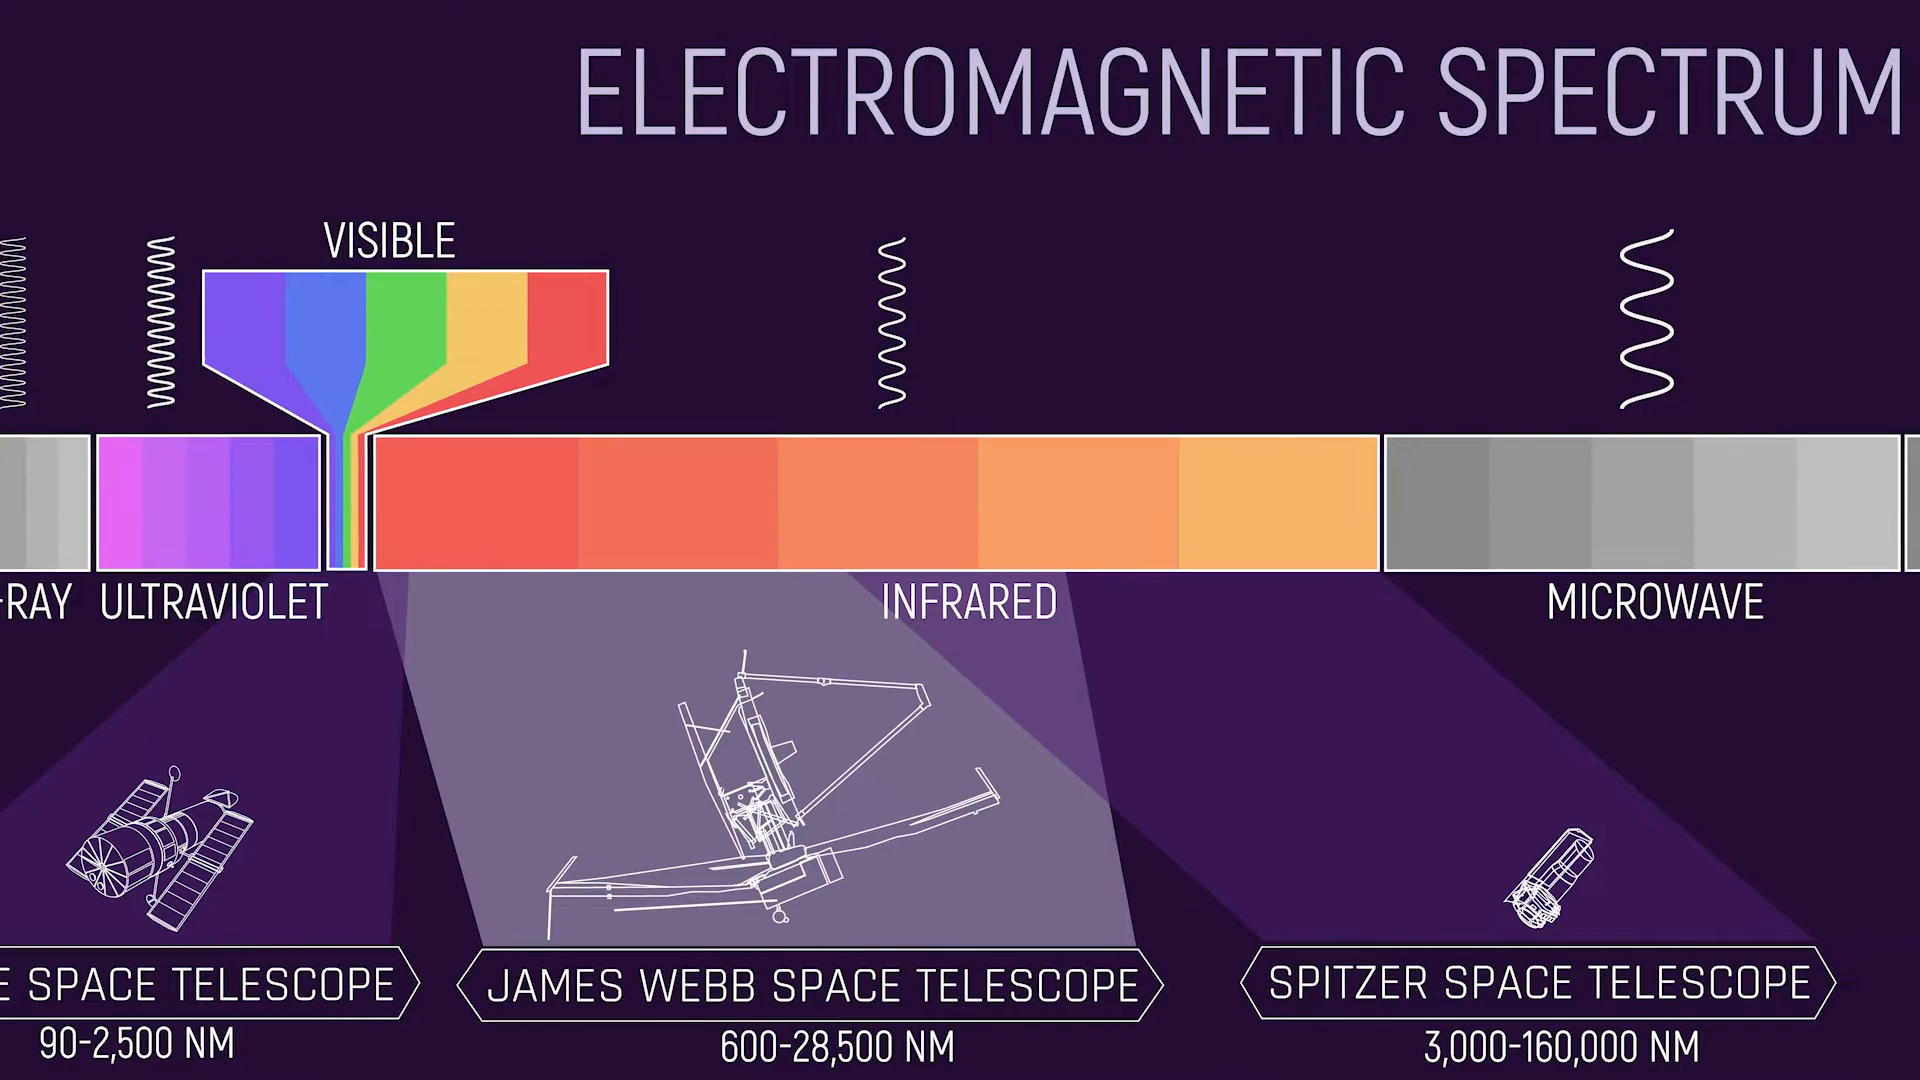 ELECTROMAGNETIC SPECTRUM
VISIBLE
-RAY
ULTRAVIOLET
INFRARED
MICROWAVE
E SPACE TELESCOPE
90-2,500 NM
JAMES WEBB SPACE TELESCOPE
600-28,500 NM
SPITZER SPACE TELESCOPE
3,000-160,000 NM